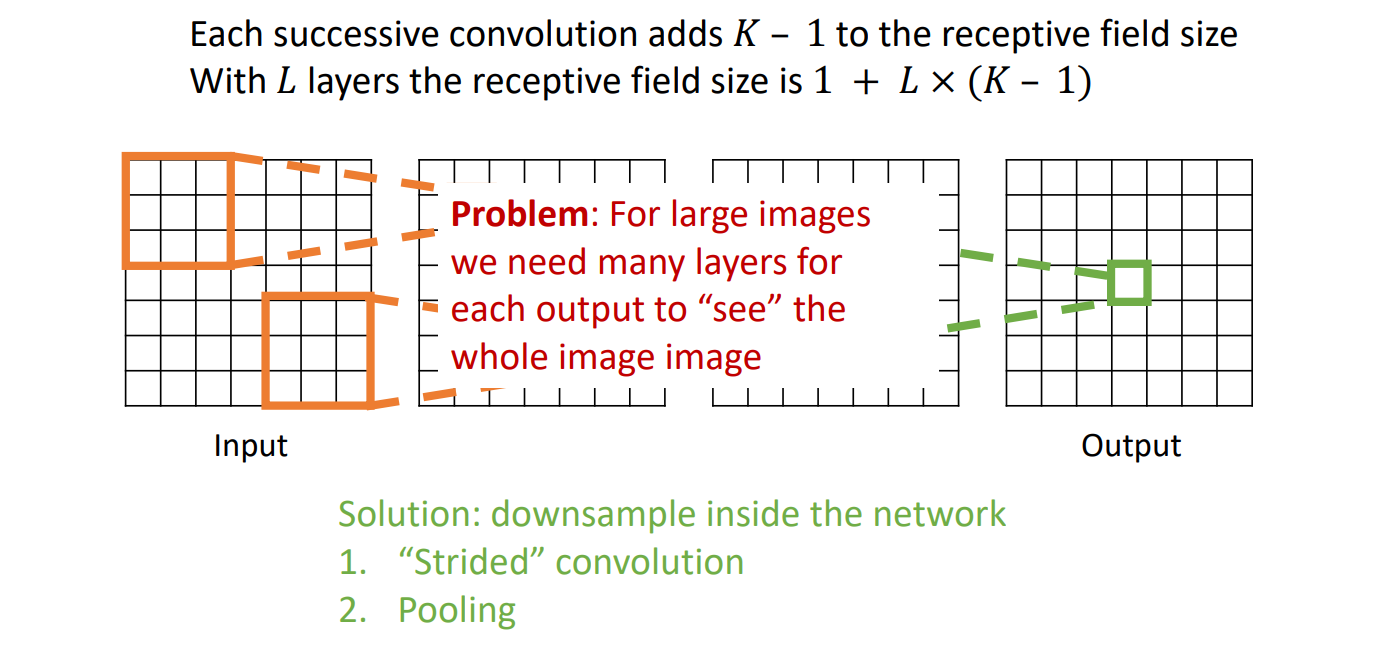 Each successive convolution adds K – 1 to the receptive field size
With L layers the receptive field size is 1 + L × (K – 1)
Problem: For large images
we need many layers for
each output to “see” the
whole image image
Input
Output
Solution: downsample inside the network
1. “Strided” convolution
2. Pooling